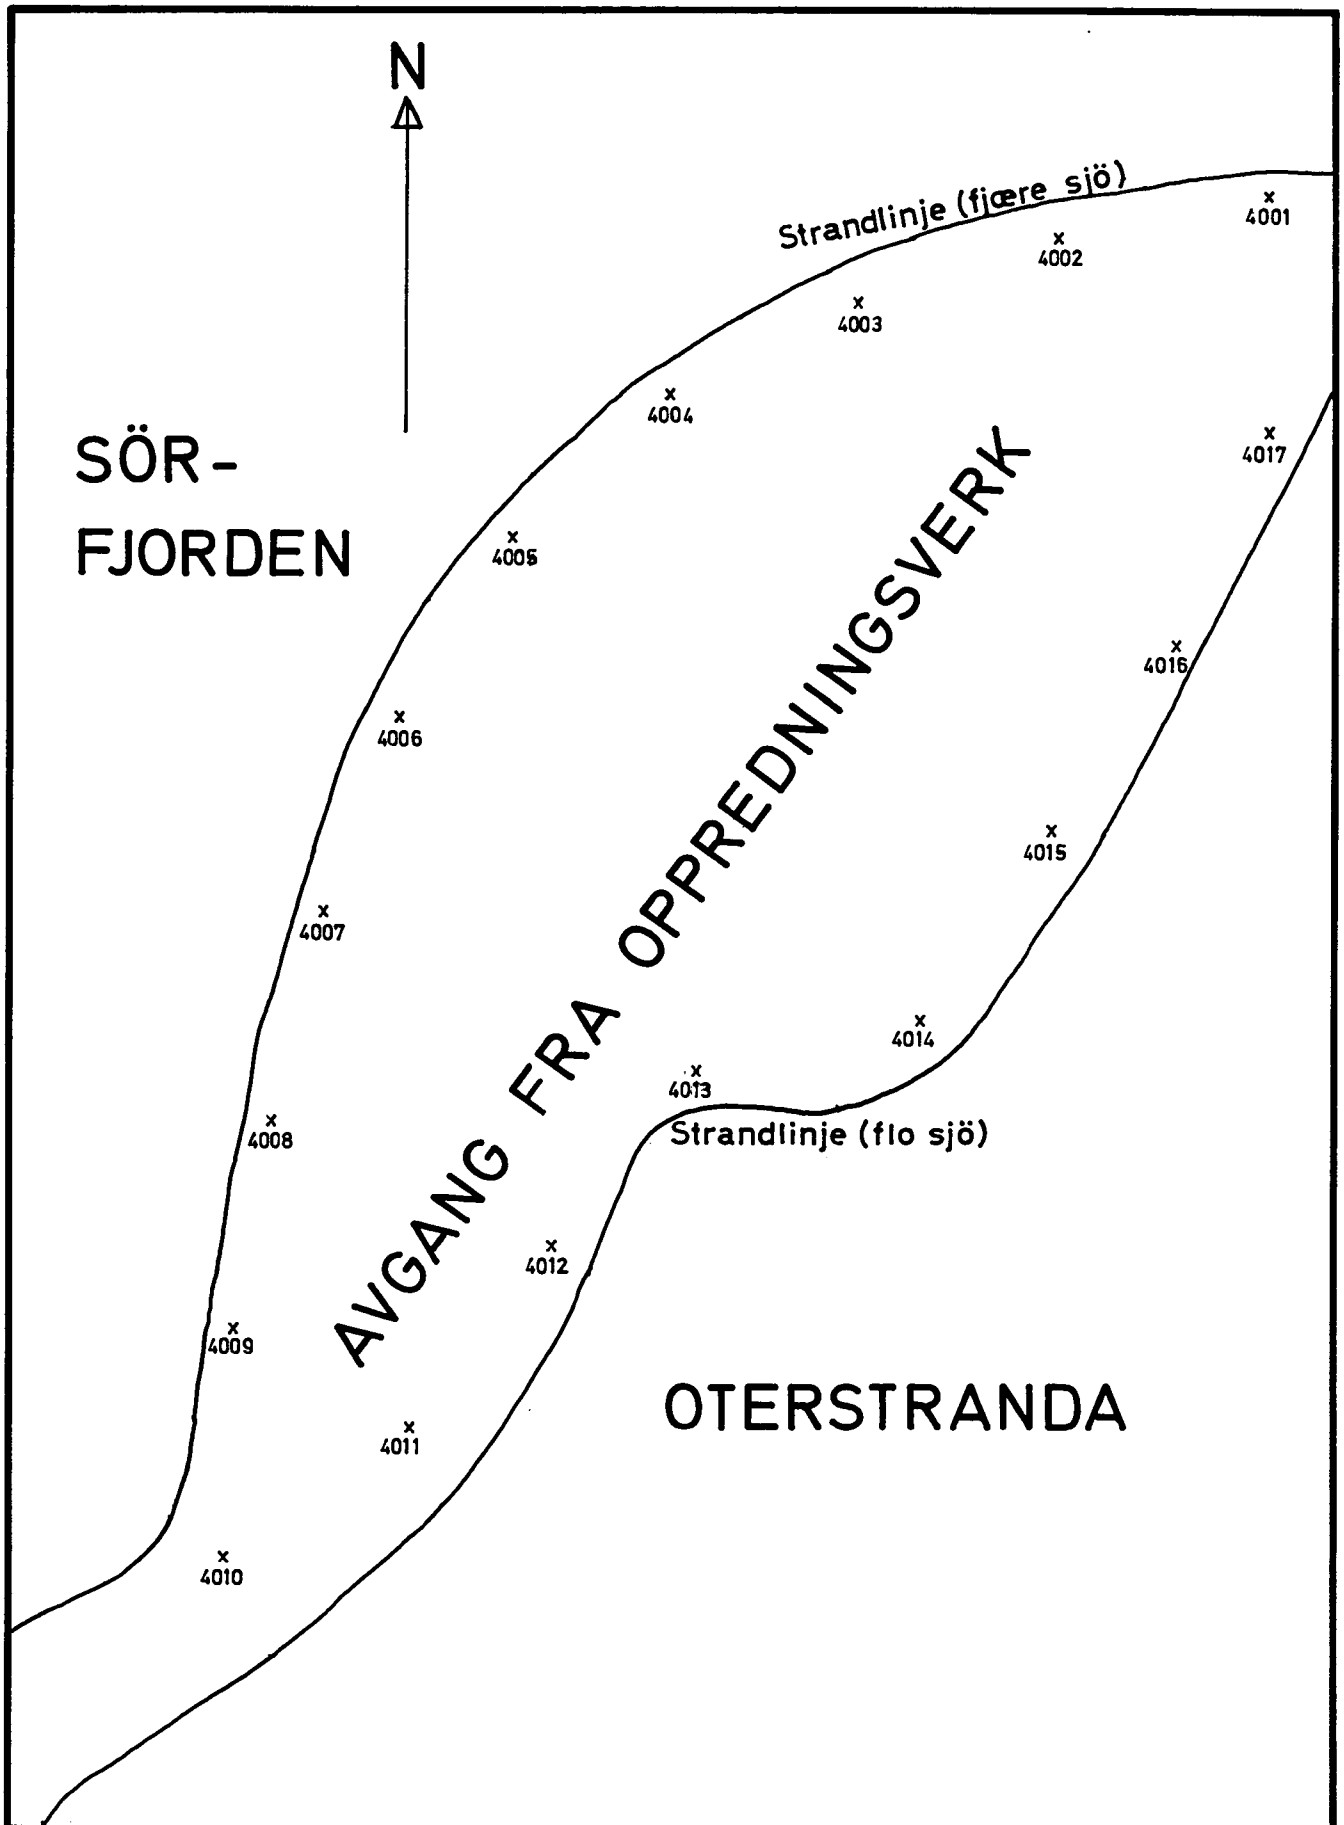 N
Strandlinje (fjære sjö)
4001
4002
4003
4004
SÖR-
FJORDEN
4005
4017
AVGANG FRA OPPREDNINGSVERK
4016
4006
4015
4007
4014
4013
4008
Strandlinje (flo sjö)
4012
4009
OTERSTRANDA
4011
4010